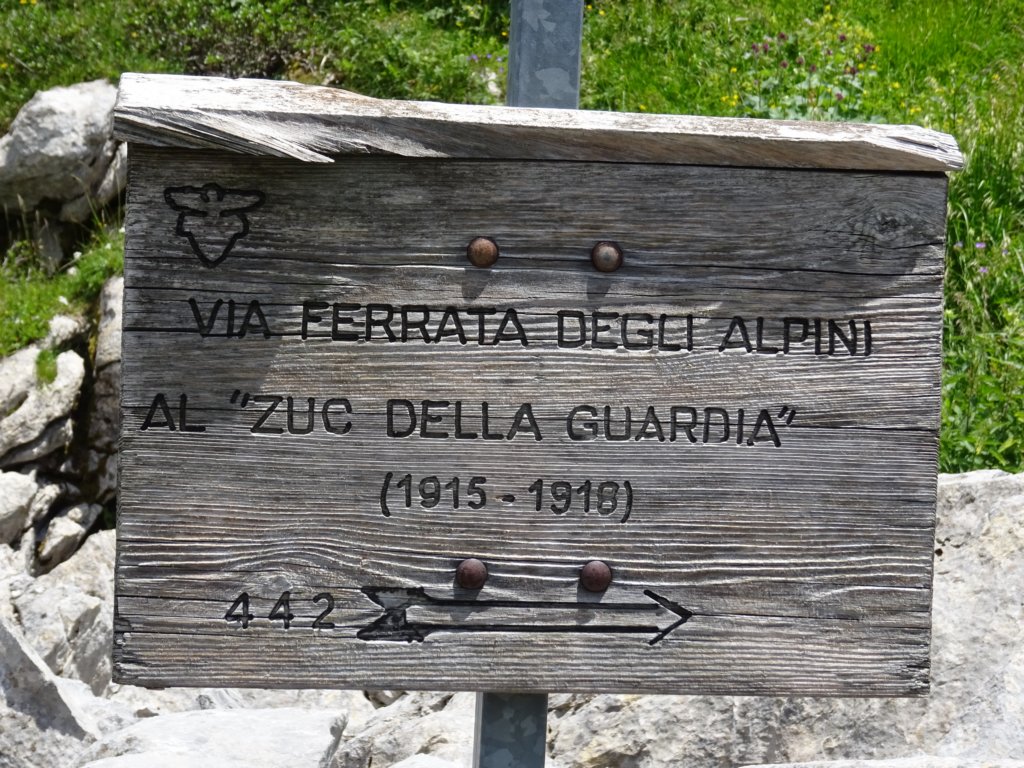 VIA FERRATA DEGLI ALPINI
AL "ZUC DELLA GUARDIA"
(1915 - 1918)
442